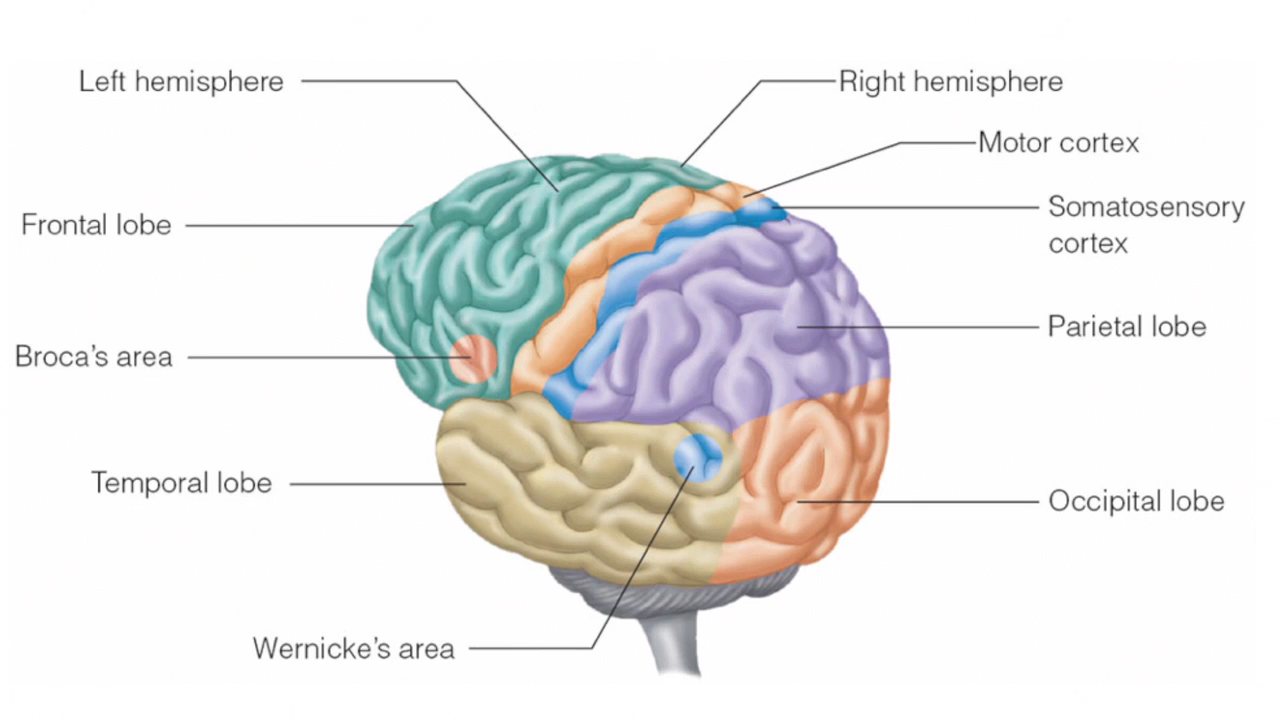 Left hemisphere
Right hemisphere
Motor cortex
Somatosensory
cortex
Frontal lobe
Parietal lobe
Broca’s area
Temporal lobe
Occipital lobe
Wernicke’s area